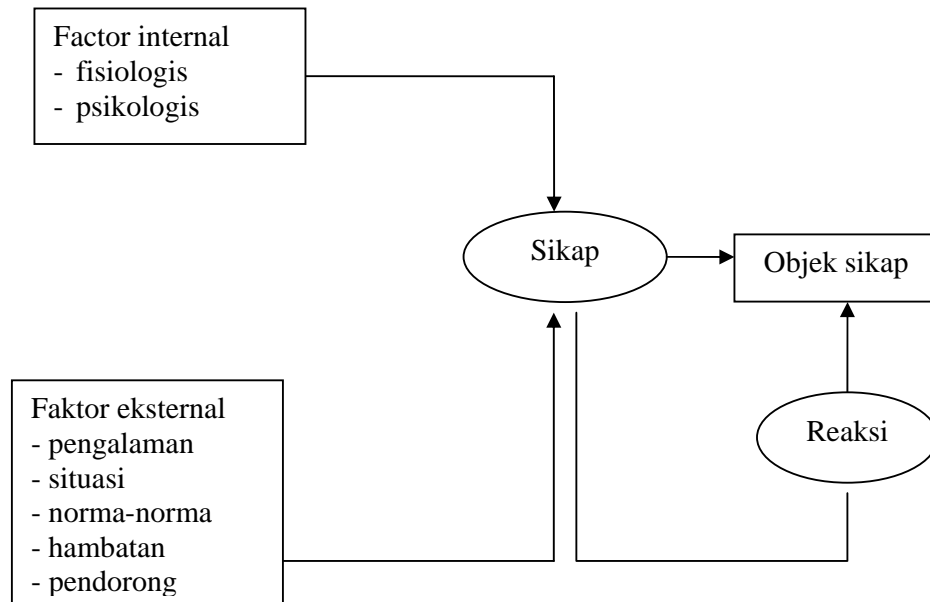 Factor internal
- fisiologis
- psikologis
Sikap
Objek sikap
Faktor eksternal
- pengalaman
- situasi
- norma-norma
- hambatan
- pendorong
Reaksi